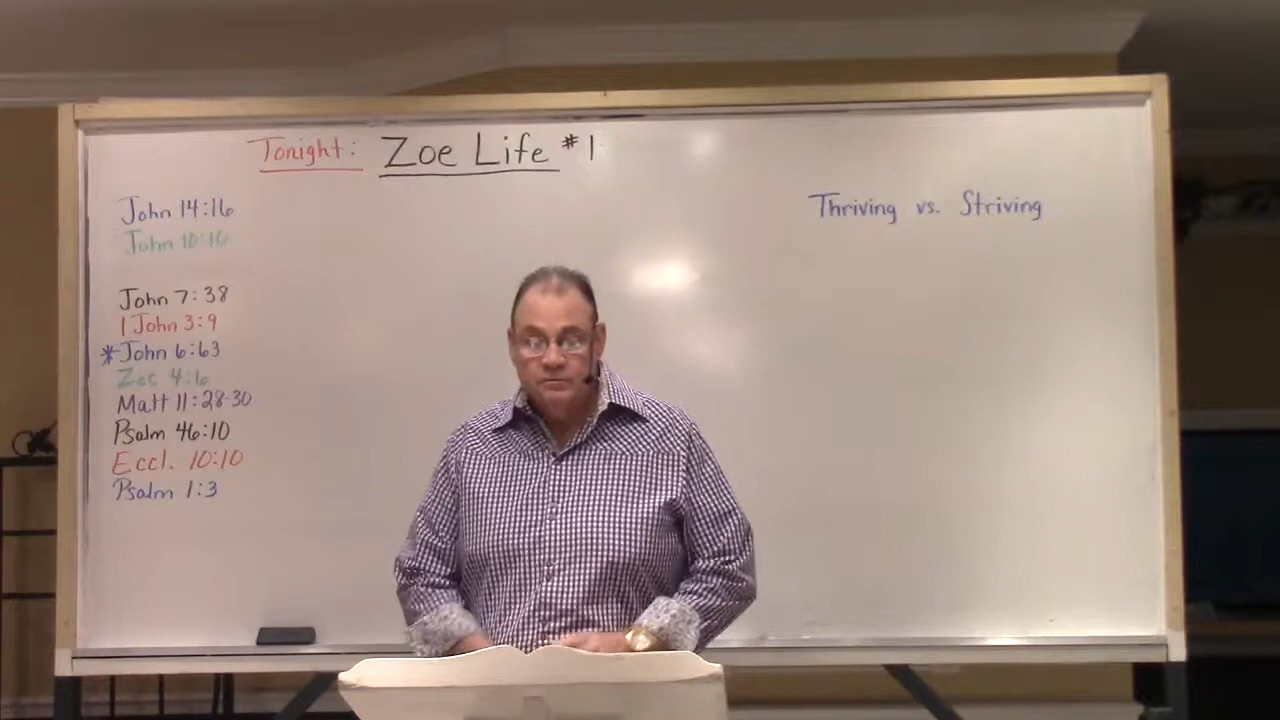 Tonight: Zoe Life #1
John 14:16
John 10:10
John 7:38
1 John 3:9
*John 6:63
Zec 4:6
Matt 11:28-30
Psalm 46:10
Eccl. 10:10
Psalm 1:3
Thriving vs. Striving